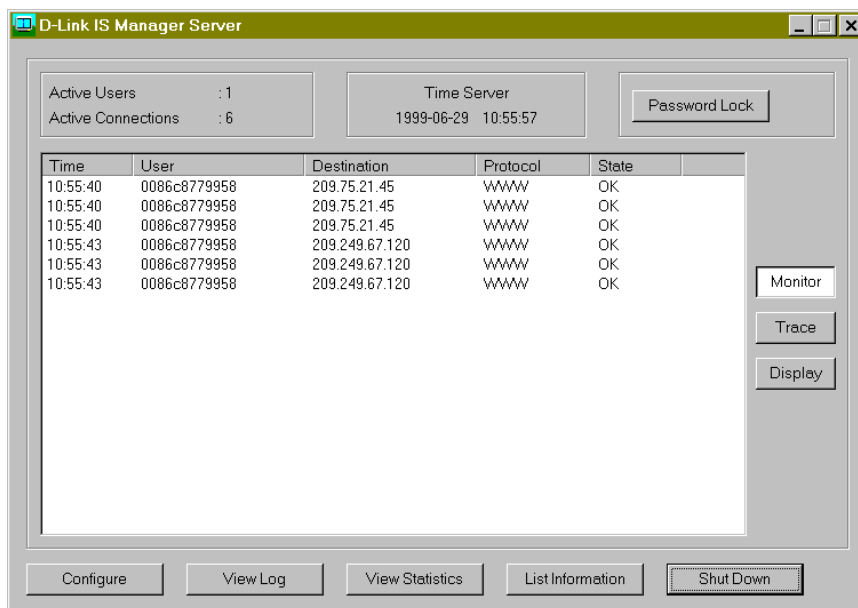 D-Link IS Manager Server
Active Users : 1
Active Connections : 6
Time Server
1999-06-29 10:55:57
Password Lock
Time User Destination Protocol State
10:55:40 0086c8779958 209.75.21.45 WWW OK
10:55:40 0086c8779958 209.75.21.45 WWW OK
10:55:40 0086c8779958 209.75.21.45 WWW OK
10:55:43 0086c8779958 209.249.67.120 WWW OK
10:55:43 0086c8779958 209.249.67.120 WWW OK
10:55:43 0086c8779958 209.249.67.120 WWW OK
Monitor
Trace
Display
Configure View Log View Statistics List Information Shut Down